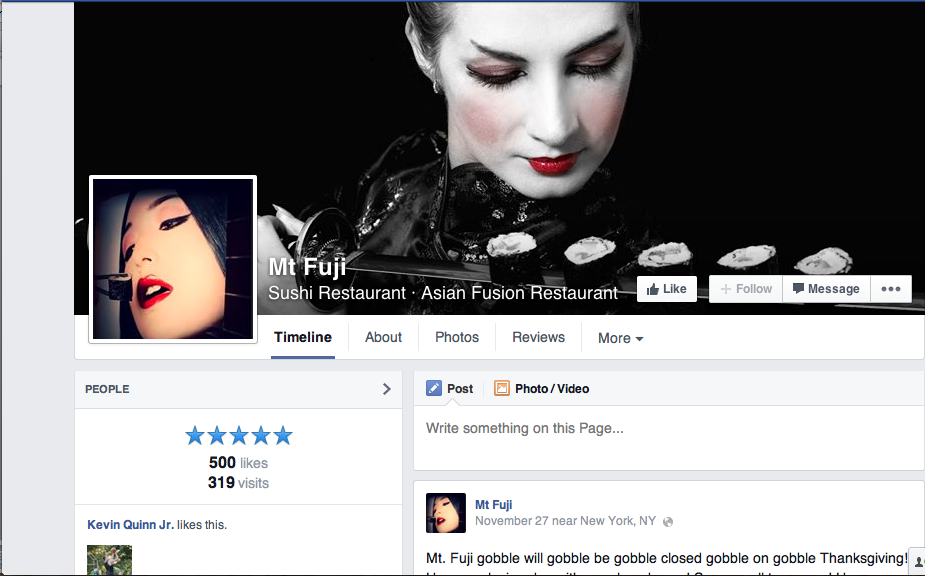 Mt Fuji
Sushi Restaurant · Asian Fusion Restaurant
Like
Follow
Message
Timeline
About
Photos
Reviews
More
PEOPLE
500 likes
319 visits
Kevin Quinn Jr. likes this.
Post
Photo / Video
Write something on this Page...
Mt Fuji
November 27 near New York, NY
Mt. Fuji gobble will gobble be gobble closed gobble on gobble Thanksgiving!